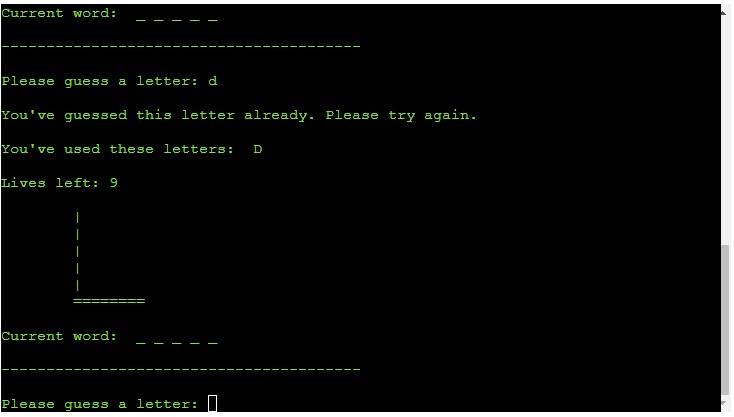 Current word:  _ _ _ _ _
----------------------------------------
Please guess a letter: d
You've guessed this letter already. Please try again.
You've used these letters:  D
Lives left: 9
        |
        |
        |
        |
        |
        ========
Current word:  _ _ _ _ _
----------------------------------------
Please guess a letter: